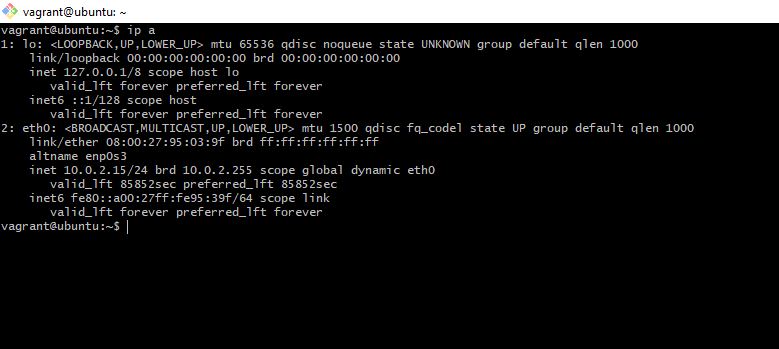 vagrant@ubuntu: ~
vagrant@ubuntu:~$ ip a
1: lo: <LOOPBACK,UP,LOWER_UP> mtu 65536 qdisc noqueue state UNKNOWN group default qlen 1000
    link/loopback 00:00:00:00:00:00 brd 00:00:00:00:00:00
    inet 127.0.0.1/8 scope host lo
       valid_lft forever preferred_lft forever
    inet6 ::1/128 scope host
       valid_lft forever preferred_lft forever
2: eth0: <BROADCAST,MULTICAST,UP,LOWER_UP> mtu 1500 qdisc fq_codel state UP group default qlen 1000
    link/ether 08:00:27:95:03:9f brd ff:ff:ff:ff:ff:ff
    altname enp0s3
    inet 10.0.2.15/24 brd 10.0.2.255 scope global dynamic eth0
       valid_lft 85852sec preferred_lft 85852sec
    inet6 fe80::a00:27ff:fe95:39f/64 scope link
       valid_lft forever preferred_lft forever
vagrant@ubuntu:~$